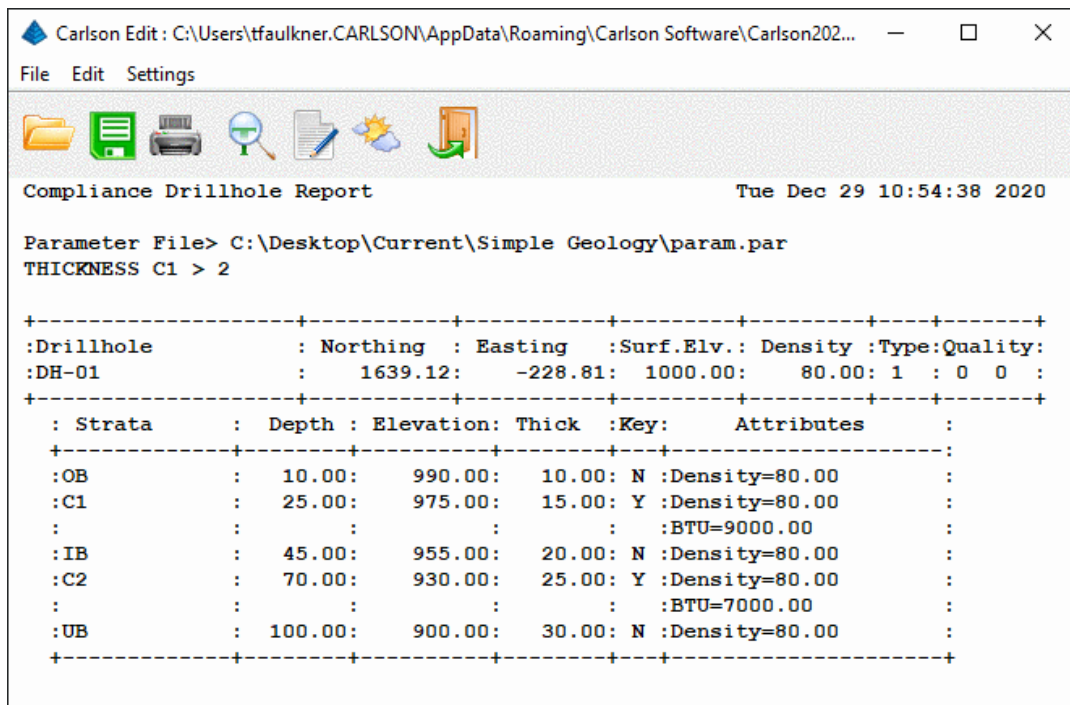 Carlson Edit : C:\Users\tfaulkner.CARLSON\AppData\Roaming\Carlson Software\Carlson202...
File Edit Settings
Compliance Drillhole Report Tue Dec 29 10:54:38 2020
Parameter File> C:\Desktop\Current\Simple Geology\param.par
THICKNESS C1 > 2
+--------------------+-----------+-----------+---------+---------+----+-------+
:Drillhole           : Northing  : Easting   :Surf.Elv.: Density :Type:Quality:
:DH-01               :    1639.12:    -228.81:  1000.00:    80.00: 1  : 0  0  :
+--------------------+-----------+-----------+---------+---------+----+-------+
  : Strata      :  Depth : Elevation: Thick  :Key:     Attributes      :
  +-------------+--------+----------+--------+---+---------------------:
  :OB           :   10.00:    990.00:   10.00: N :Density=80.00        :
  :C1           :   25.00:    975.00:   15.00: Y :Density=80.00        :
  :             :        :          :        :   :BTU=9000.00          :
  :IB           :   45.00:    955.00:   20.00: N :Density=80.00        :
  :C2           :   70.00:    930.00:   25.00: Y :Density=80.00        :
  :             :        :          :        :   :BTU=7000.00          :
  :UB           :  100.00:    900.00:   30.00: N :Density=80.00        :
  +-------------+--------+----------+--------+---+---------------------+